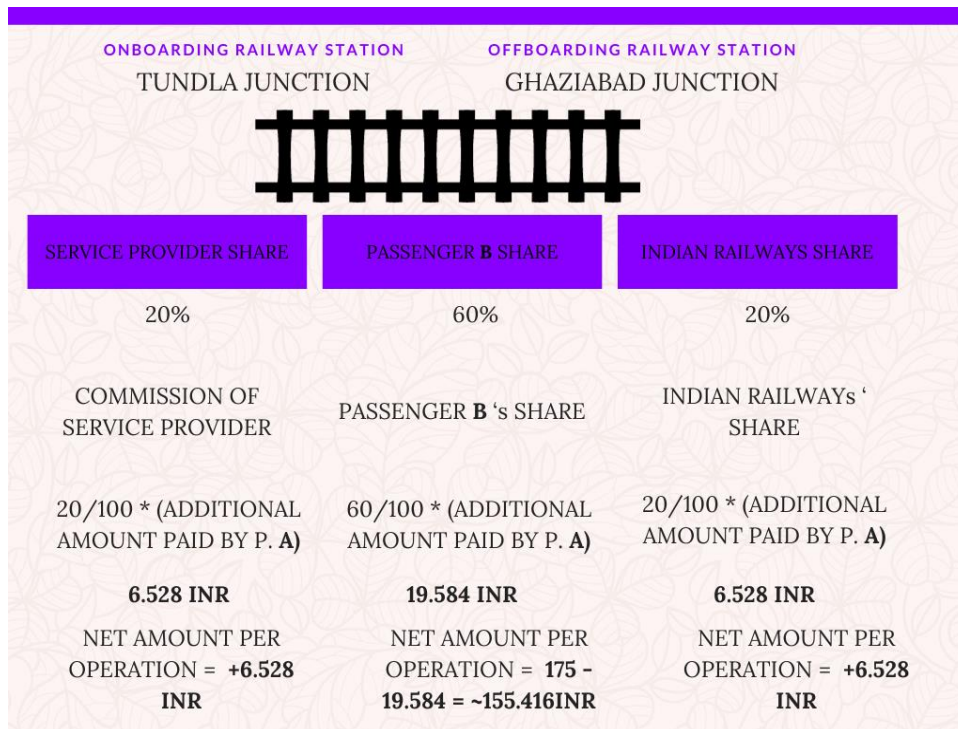 ONBOARDING RAILWAY STATION
OFFBOARDING RAILWAY STATION
TUNDLA JUNCTION
GHAZIABAD JUNCTION
SERVICE PROVIDER SHARE
PASSENGER B SHARE
INDIAN RAILWAYS SHARE
20%
60%
20%
COMMISSION OF
SERVICE PROVIDER
PASSENGER B ‘s SHARE
INDIAN RAILWAYs ‘
SHARE
20/100 * (ADDITIONAL
AMOUNT PAID BY P. A)
60/100 * (ADDITIONAL
AMOUNT PAID BY P. A)
20/100 * (ADDITIONAL
AMOUNT PAID BY P. A)
6.528 INR
19.584 INR
6.528 INR
NET AMOUNT PER
OPERATION = +6.528
INR
NET AMOUNT PER
OPERATION = 175 -
19.584 = ~155.416INR
NET AMOUNT PER
OPERATION = +6.528
INR